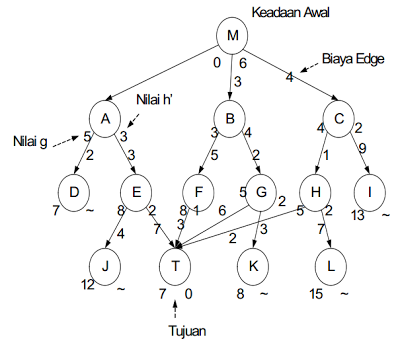 Keadaan Awal
M
0 6
Biaya Edge
3
4
Nilai h'
A
B
C
Nilai g
5 3
3 4
4 2
2 3
5 2
1 9
D
E
F
G
H
I
7 ~
8 2
8 1
5 2
5 2
13 ~
4
7
3
6
3
2
7
J
T
K
L
12 ~
7 0
8 ~
15 ~
Tujuan